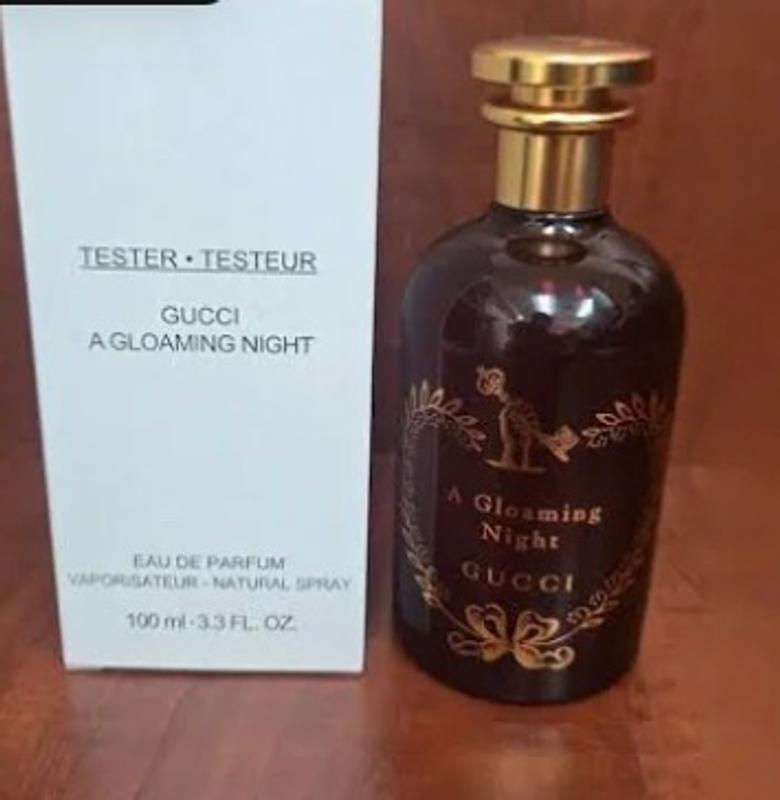 TESTER • TESTEUR
GUCCI
A GLOAMING NIGHT
EAU DE PARFUM
VAPORISATEUR - NATURAL SPRAY
100 ml - 3.3 FL. OZ.
A Gloaming
Night
GUCCI